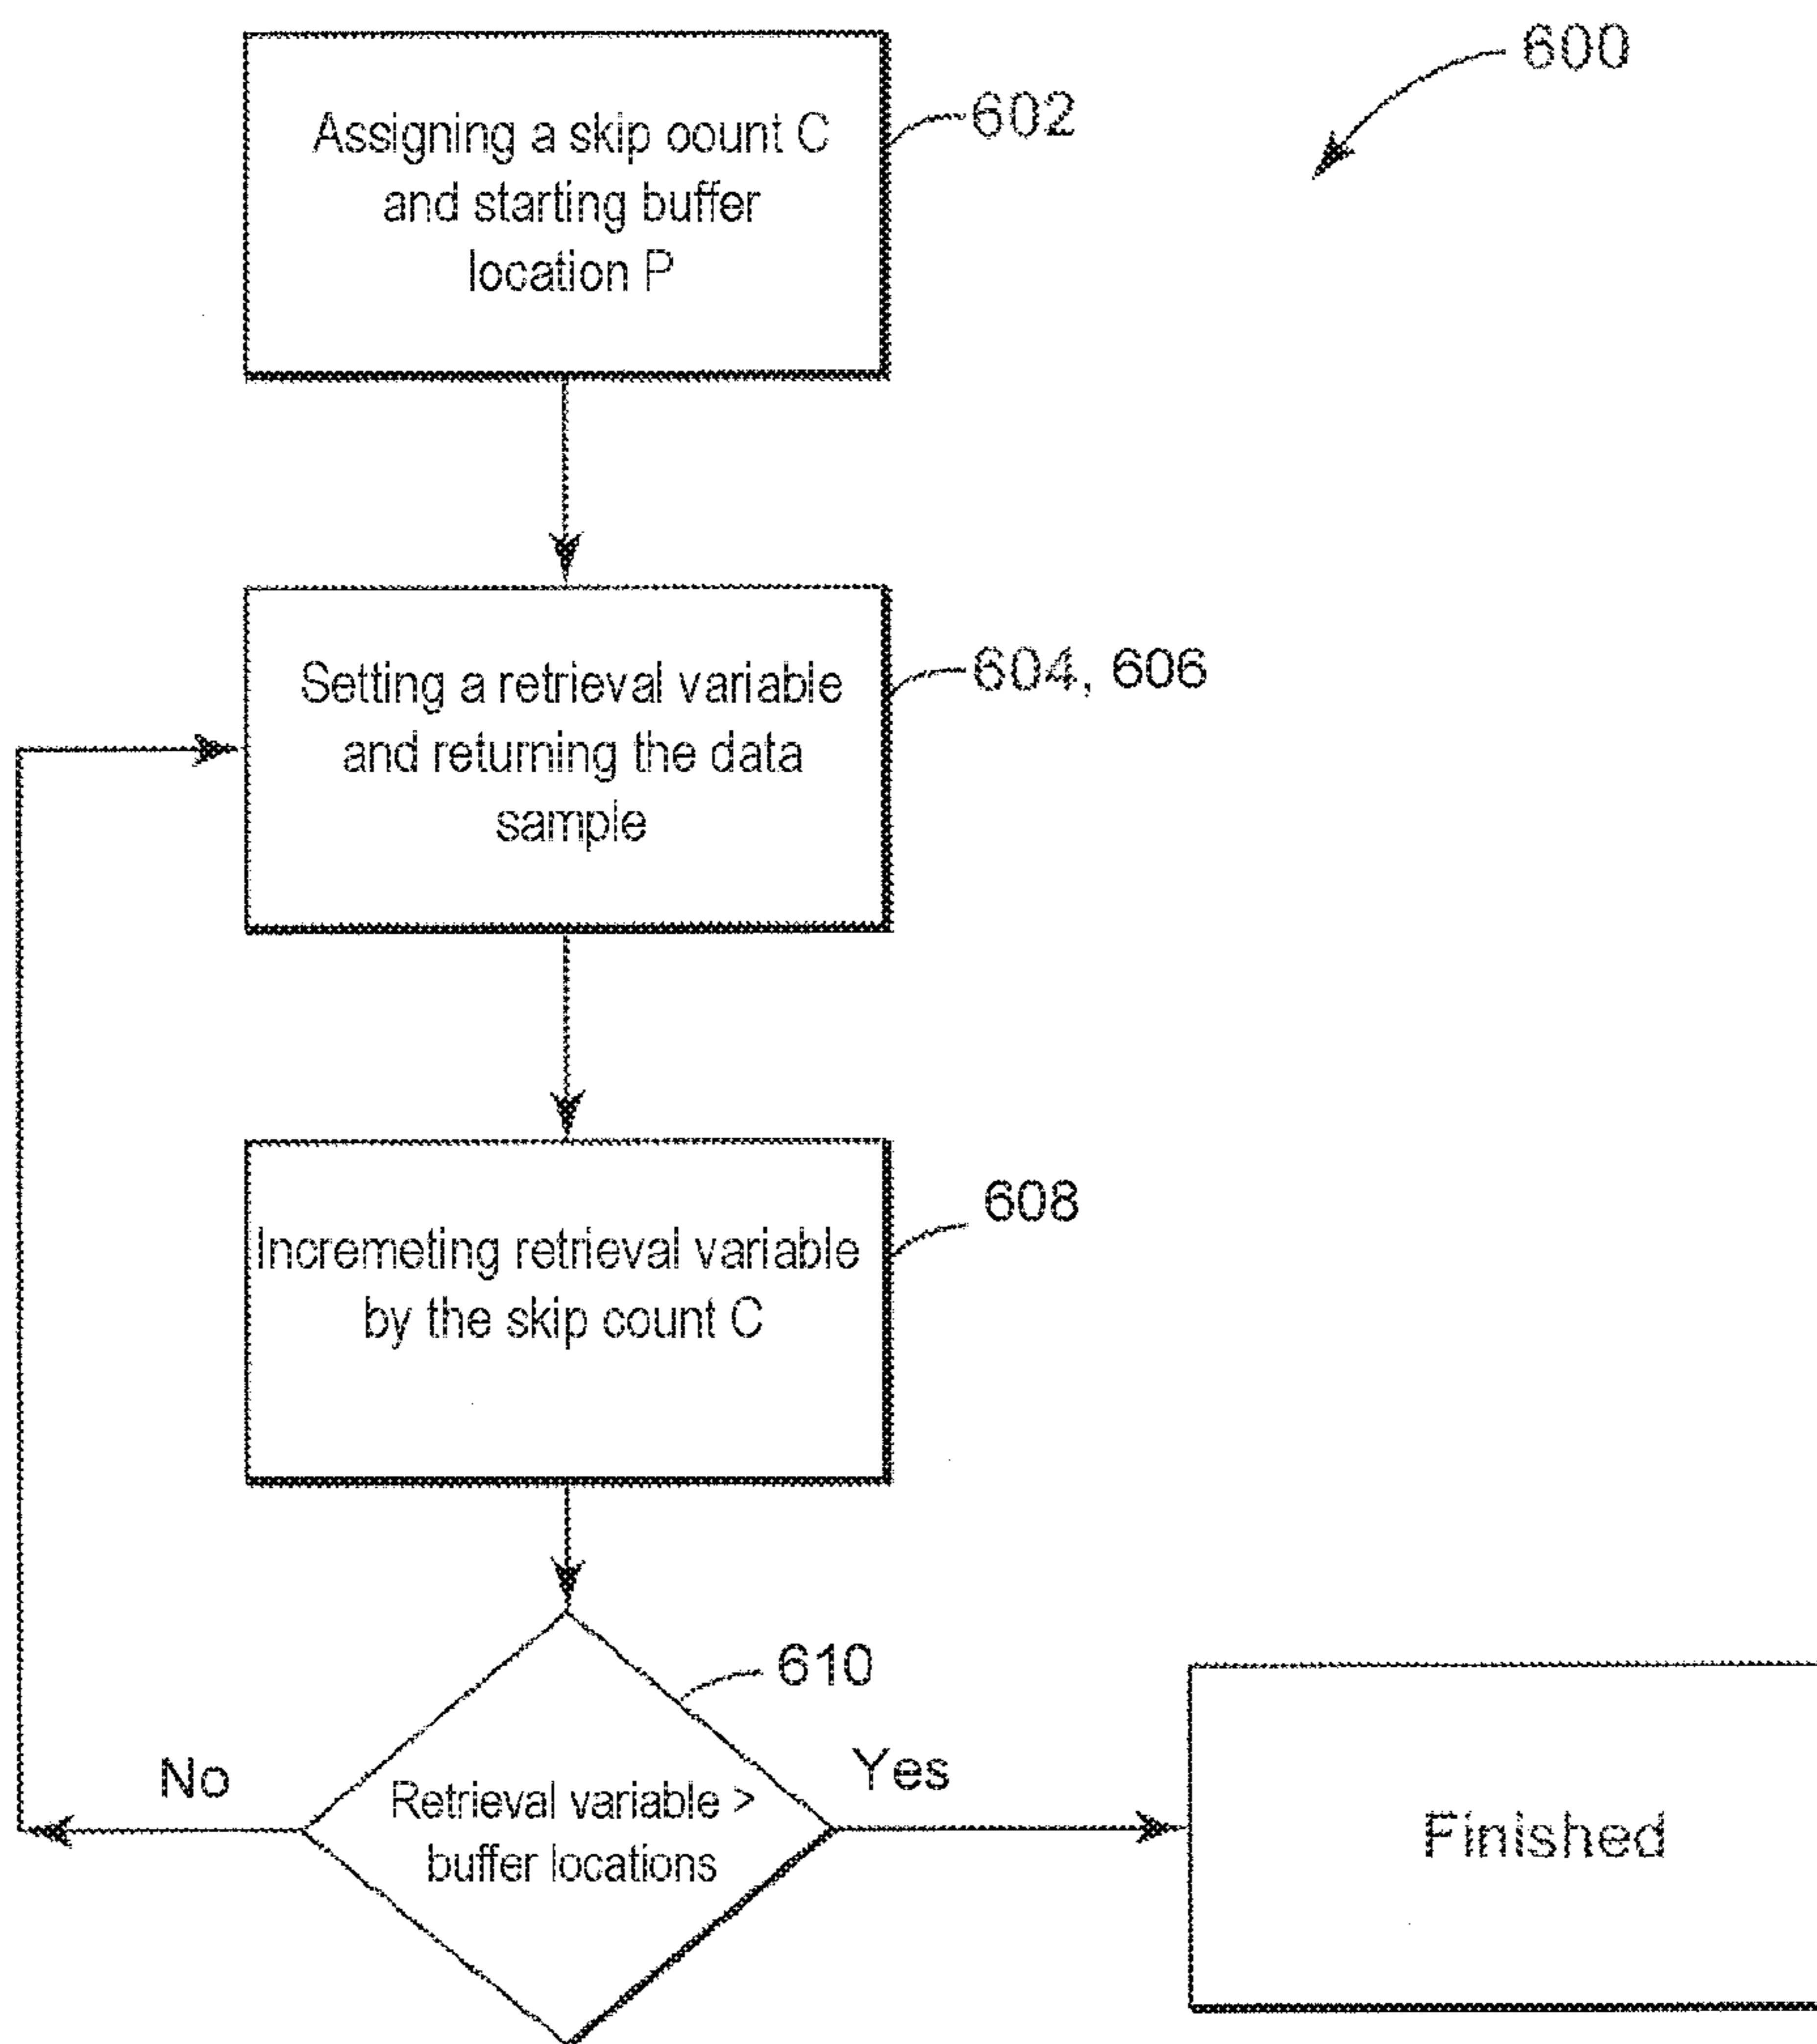 600
Assigning a skip oount C
and starting buffer
location P
602
Setting a retrieval variable
and returning the data
sample
604, 606
Incremeting retrieval variable
by the skip count C
608
610
Retrieval variable >
buffer locations
No
Yes
Finished